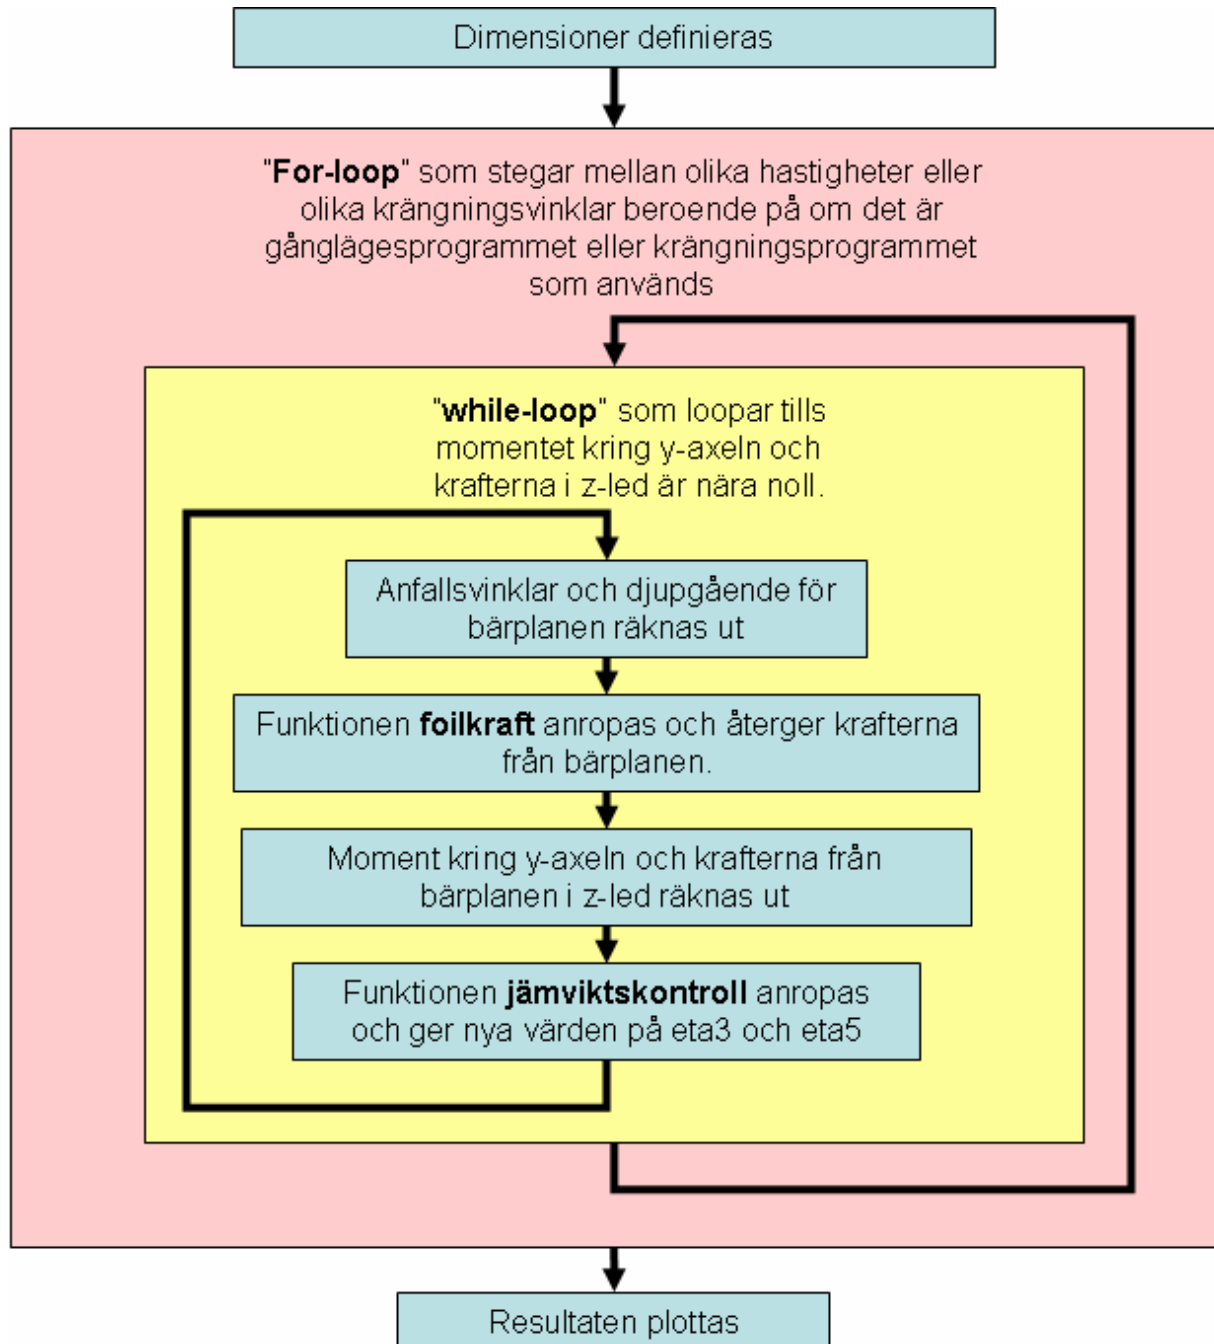 Dimensioner definieras
"For-loop" som stegar mellan olika hastigheter eller
olika krängningsvinklar beroende på om det är
gånglägesprogrammet eller krängningsprogrammet
som används
"while-loop" som loopar tills
momentet kring y-axeln och
krafterna i z-led är nära noll.
Anfallsvinklar och djupgående för
bärplanen räknas ut
Funktionen foilkraft anropas och återger krafterna
från bärplanen.
Moment kring y-axeln och krafterna från
bärplanen i z-led räknas ut
Funktionen jämviktskontroll anropas
och ger nya värden på eta3 och eta5
Resultaten plottas